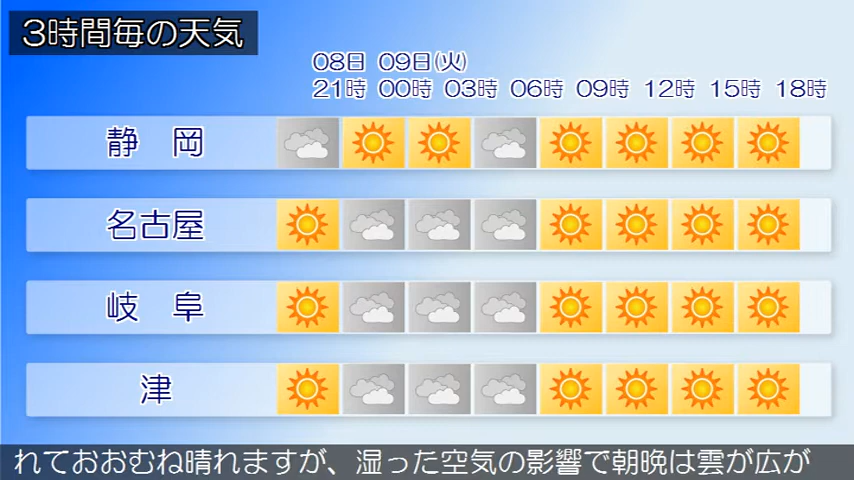 3時間毎の天気
08日 09日(火)
21時 00時 03時 06時 09時 12時 15時 18時
静　岡
名古屋
岐　阜
津
れておおむね晴れますが、湿った空気の影響で朝晩は雲が広が